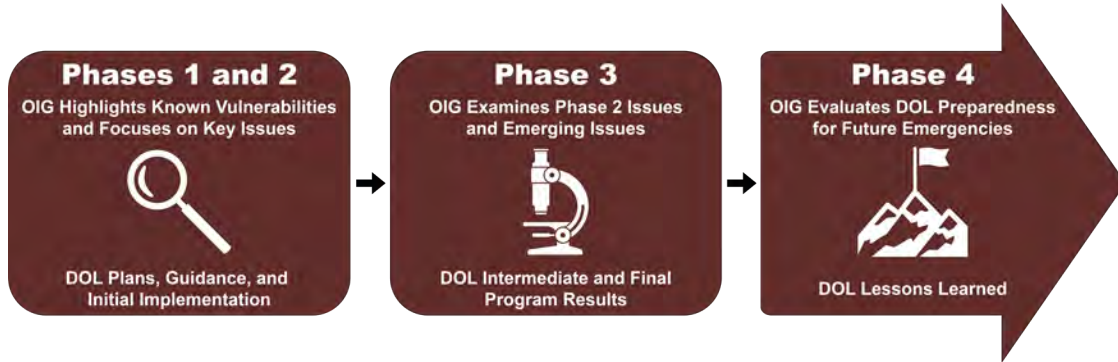 Phases 1 and 2
OIG Highlights Known Vulnerabilities
and Focuses on Key Issues
DOL Plans, Guidance, and
Initial Implementation
Phase 3
OIG Examines Phase 2 Issues
and Emerging Issues
DOL Intermediate and Final
Program Results
Phase 4
OIG Evaluates DOL Preparedness
for Future Emergencies
DOL Lessons Learned